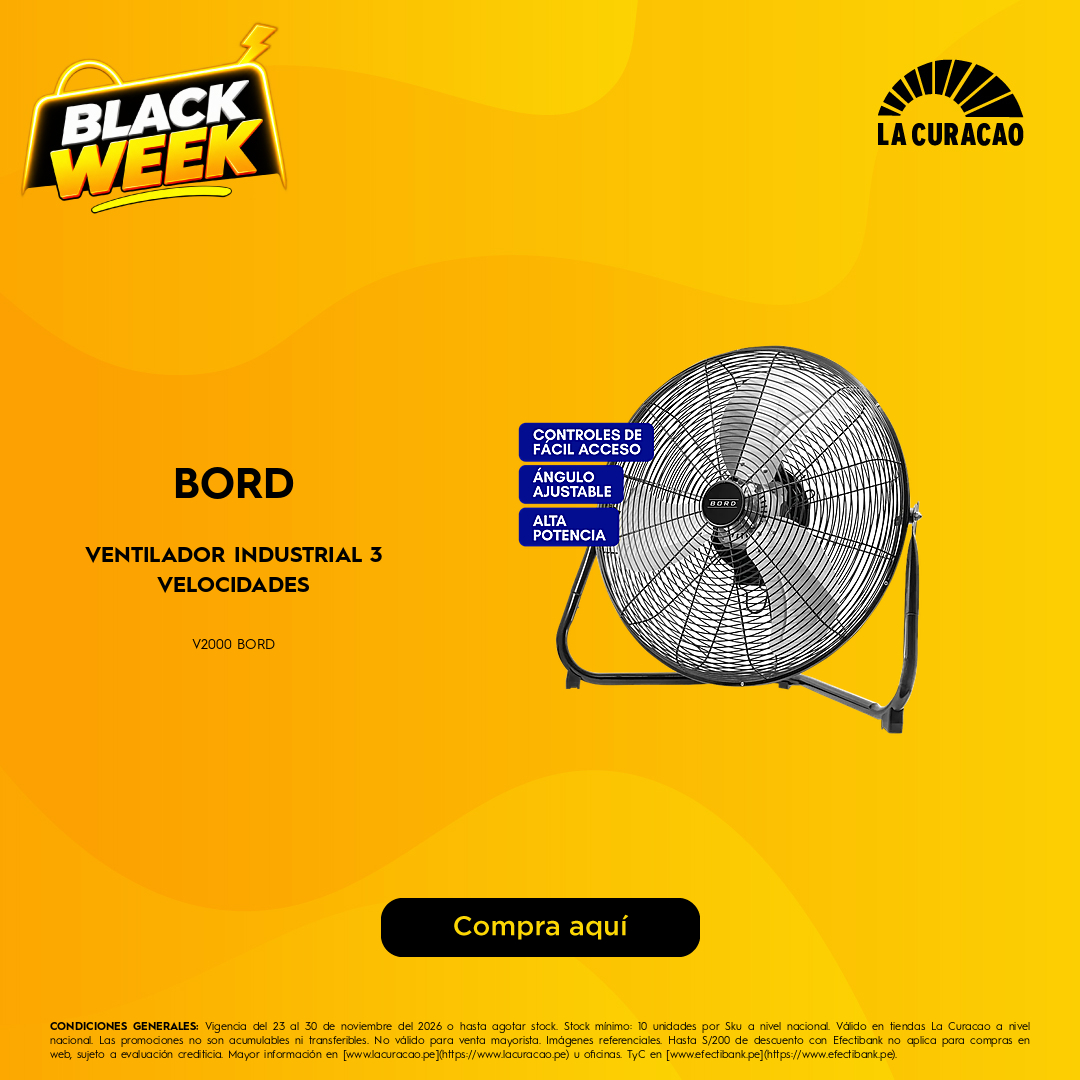 BLACK
WEEK
LA CURACAO
CONTROLES DE
FÁCIL ACCESO
ÁNGULO
AJUSTABLE
ALTA
POTENCIA
BORD
BORD
VENTILADOR INDUSTRIAL 3
VELOCIDADES
V2000 BORD
Compra aquí
CONDICIONES GENERALES: Vigencia del 23 al 30 de noviembre del 2026 o hasta agotar stock. Stock mínimo: 10 unidades por Sku a nivel nacional. Válido en tiendas La Curacao a nivel
nacional. Las promociones no son acumulables ni transferibles. No válido para venta mayorista. Imágenes referenciales. Hasta S/200 de descuento con Efectibank no aplica para compras en
web, sujeto a evaluación crediticia. Mayor información en [www.lacuracao.pe](https://www.lacuracao.pe) u oficinas. TyC en [www.efectibank.pe](https://www.efectibank.pe).